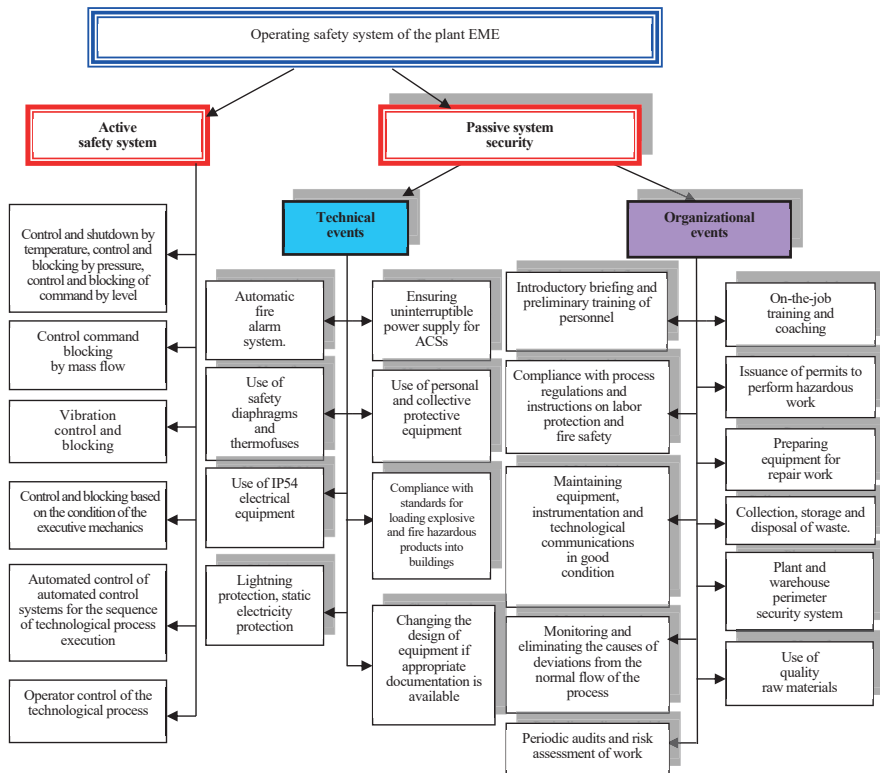 Operating safety system of the plant EME
Active
safety system
Passive system
security
Technical
events
Organizational
events
Control and shutdown by
temperature, control and
blocking by pressure,
control and blocking of
command by level
Control command
blocking
by mass flow
Vibration
control and
blocking
Control and blocking based
on the condition of the
executive mechanics
Automated control of
automated control
systems for the sequence
of technological process
execution
Operator control of the
technological process
Automatic
fire
alarm
system.
Use of
safety
diaphragms
and
thermofuses
Use of IP54
electrical
equipment
Lightning
protection, static
electricity
protection
Ensuring
uninterruptible
power supply for
ACSs
Use of personal
and collective
protective
equipment
Compliance with
standards for
loading explosive
and fire hazardous
products into
buildings
Changing the
design of
equipment if
appropriate
documentation is
available
Introductory briefing and
preliminary training of
personnel
Compliance with process
regulations and
instructions on labor
protection and
fire safety
Maintaining
equipment,
instrumentation and
technological
communications
in good
condition
Monitoring and
eliminating the causes of
deviations from the
normal flow of the
process
Periodic audits and risk
assessment of work
On-the-job
training and
coaching
Issuance of permits to
perform hazardous
work
Preparing
equipment for
repair work
Collection, storage and
disposal of waste.
Plant and
warehouse
perimeter
security system
Use of
quality
raw materials